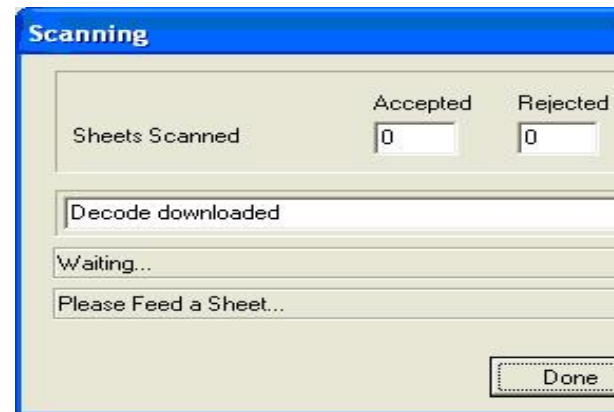 Scanning
Accepted Rejected
Sheets Scanned 0 0
Decode downloaded
Waiting...
Please Feed a Sheet...
Done